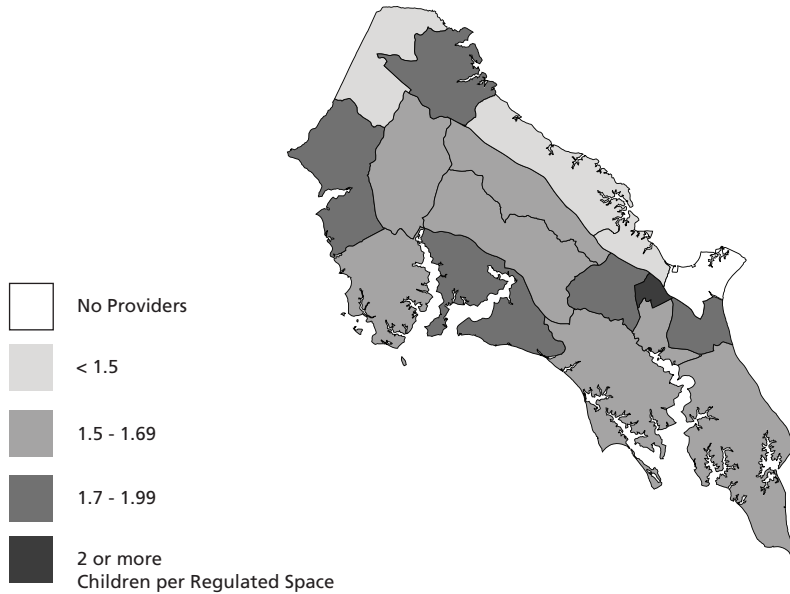 No Providers
< 1.5
1.5 - 1.69
1.7 - 1.99
2 or more
Children per Regulated Space